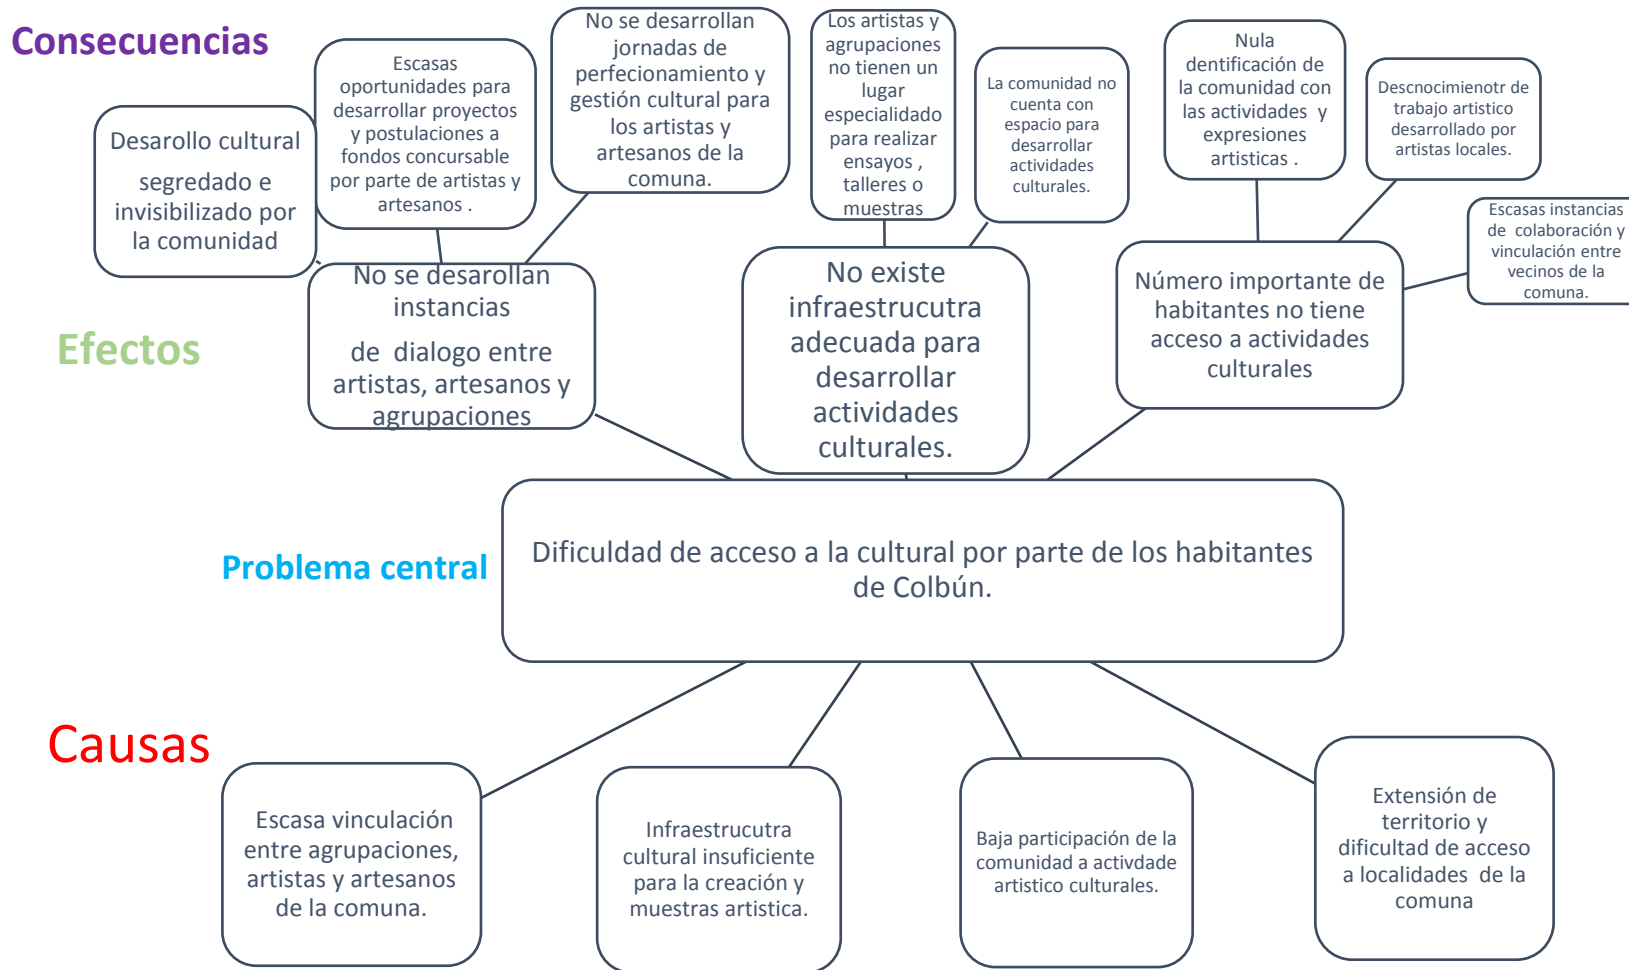 Consecuencias
Desarollo cultural
segredado e
invisibilizado por
la comunidad
Escasas
oportunidades para
desarrollar proyectos
y postulaciones a
fondos concursable
por parte de artistas y
artesanos .
No se desarrollan
jornadas de
perfecionamiento y
gestión cultural para
los artistas y
artesanos de la
comuna.
Los artistas y
agrupaciones
no tienen un
lugar
especialidado
para realizar
ensayos ,
talleres o
muestras
La comunidad no
cuenta con
espacio para
desarrollar
actividades
culturales.
Nula
dentificación de
la comunidad con
las actividades y
expresiones
artisticas .
Descnocimienotr de
trabajo artistico
desarrollado por
artistas locales.
Escasas instancias
de colaboración y
vinculación entre
vecinos de la
comuna.
Efectos
No se desarollan
instancias
de dialogo entre
artistas, artesanos y
agrupaciones
No existe
infraestrucutra
adecuada para
desarrollar
actividades
culturales.
Número importante de
habitantes no tiene
acceso a actividades
culturales
Problema central
Dificuldad de acceso a la cultural por parte de los habitantes
de Colbún.
Causas
Escasa vinculación
entre agrupaciones,
artistas y artesanos
de la comuna.
Infraestrucutra
cultural insuficiente
para la creación y
muestras artistica.
Baja participación de la
comunidad a activdade
artistico culturales.
Extensión de
territorio y
dificultad de acceso
a localidades de la
comuna